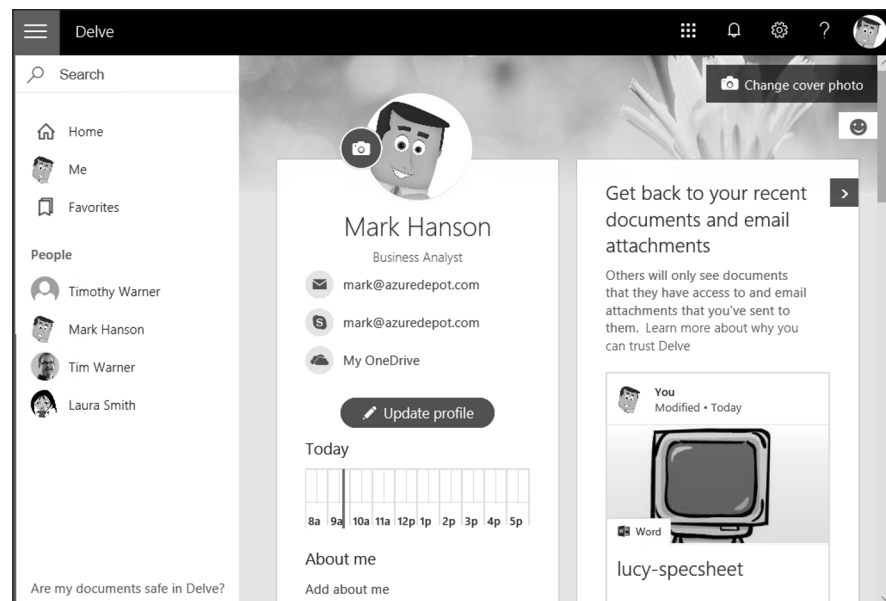 Delve
?
Search
Home
Me
Favorites
People
Timothy Warner
Mark Hanson
Tim Warner
Laura Smith
Are my documents safe in Delve?
Change cover photo
Mark Hanson
Business Analyst
mark@azuredepot.com
mark@azuredepot.com
My OneDrive
Update profile
Today
8a 9a 10a 11a 12p 1p 2p 3p 4p 5p
About me
Add about me
Get back to your recent
documents and email
attachments
Others will only see documents
that they have access to and email
attachments that you've sent to
them. Learn more about why you
can trust Delve
You
Modified • Today
Word
lucy-specsheet